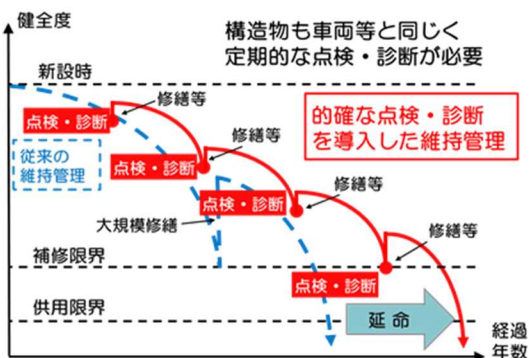 健全度
構造物も車両等と同じく
定期的な点検・診断が必要
新設時
修繕等
点検・診断
的確な点検・診断
を導入した維持管理
従来の
維持管理
修繕等
点検・診断
修繕等
点検・診断
大規模修繕
修繕等
補修限界
点検・診断
供用限界
延命
経過
年数